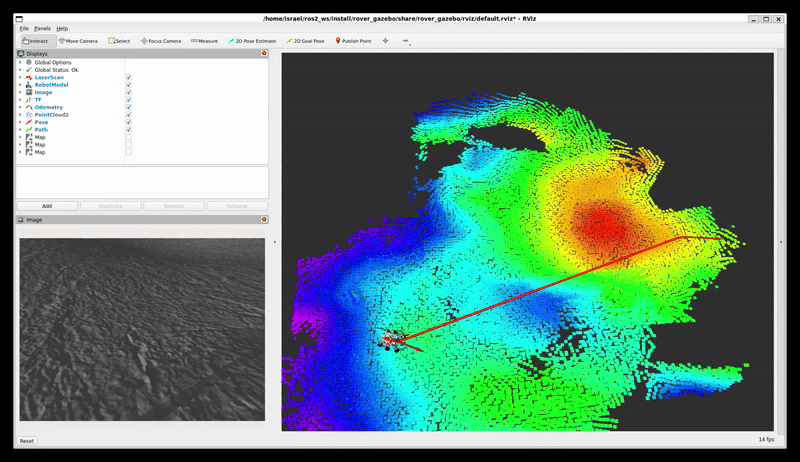 /home/israel/ros2_ws/install/rover_gazebo/share/rover_gazebo/rviz/default.rviz* - RViz
File Panels Help
Interact Move Camera Select Focus Camera Measure 2D Pose Estimate 2D Goal Pose Publish Point
Displays
Global Options
Global Status: Ok
LaserScan
RobotModel
Image
TF
Odometry
PointCloud2
Pose
Path
Map
Map
Map
Add Duplicate Remove Rename
Image
Reset
14 fps